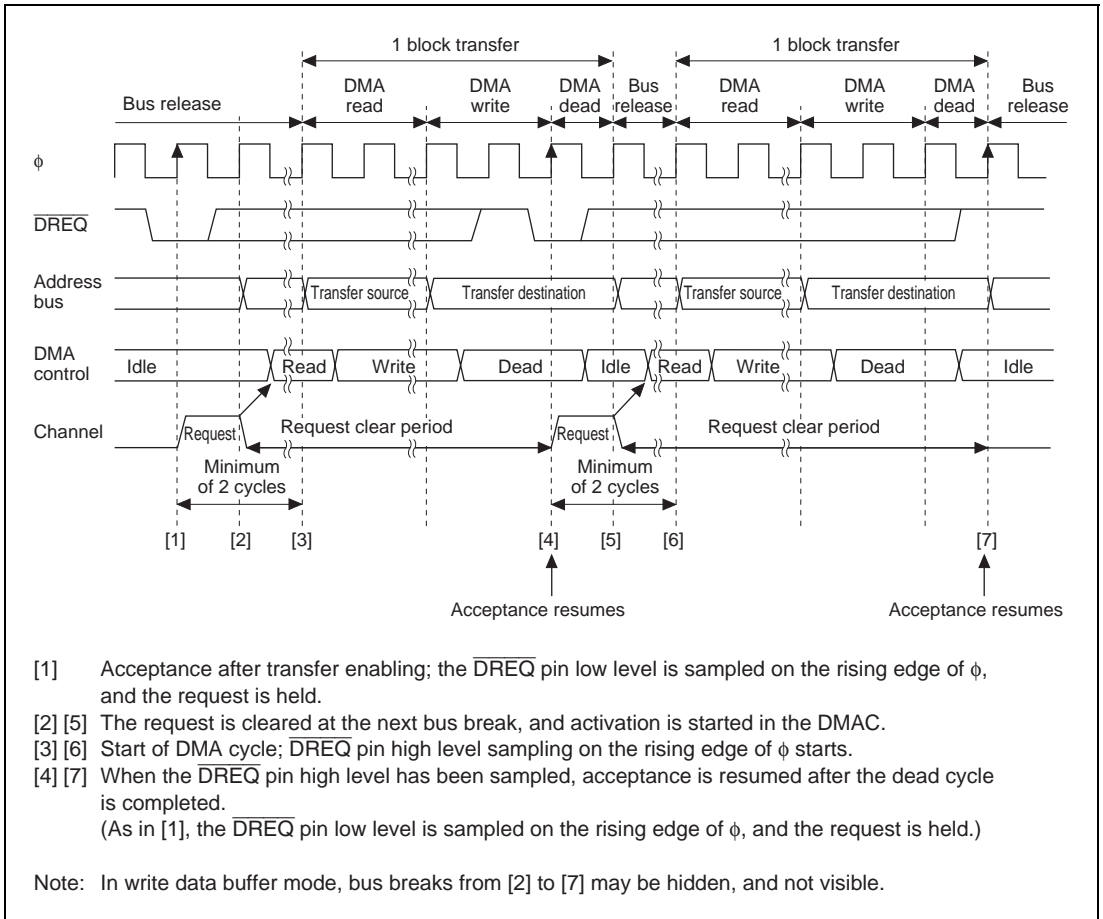 1 block transfer 1 block transfer
Bus release DMA read DMA write DMA dead Bus release DMA read DMA write DMA dead Bus release
φ
DREQ
Address bus Transfer source Transfer destination Transfer source Transfer destination
DMA control Idle Read Write Dead Idle Read Write Dead Idle
Channel Request Request clear period Request Request clear period
Minimum of 2 cycles Minimum of 2 cycles
[1] [2] [3] [4] [5] [6] [7]
Acceptance resumes Acceptance resumes
[1] Acceptance after transfer enabling; the DREQ pin low level is sampled on the rising edge of φ,
and the request is held.
[2] [5] The request is cleared at the next bus break, and activation is started in the DMAC.
[3] [6] Start of DMA cycle; DREQ pin high level sampling on the rising edge of φ starts.
[4] [7] When the DREQ pin high level has been sampled, acceptance is resumed after the dead cycle
is completed.
(As in [1], the DREQ pin low level is sampled on the rising edge of φ, and the request is held.)
Note: In write data buffer mode, bus breaks from [2] to [7] may be hidden, and not visible.